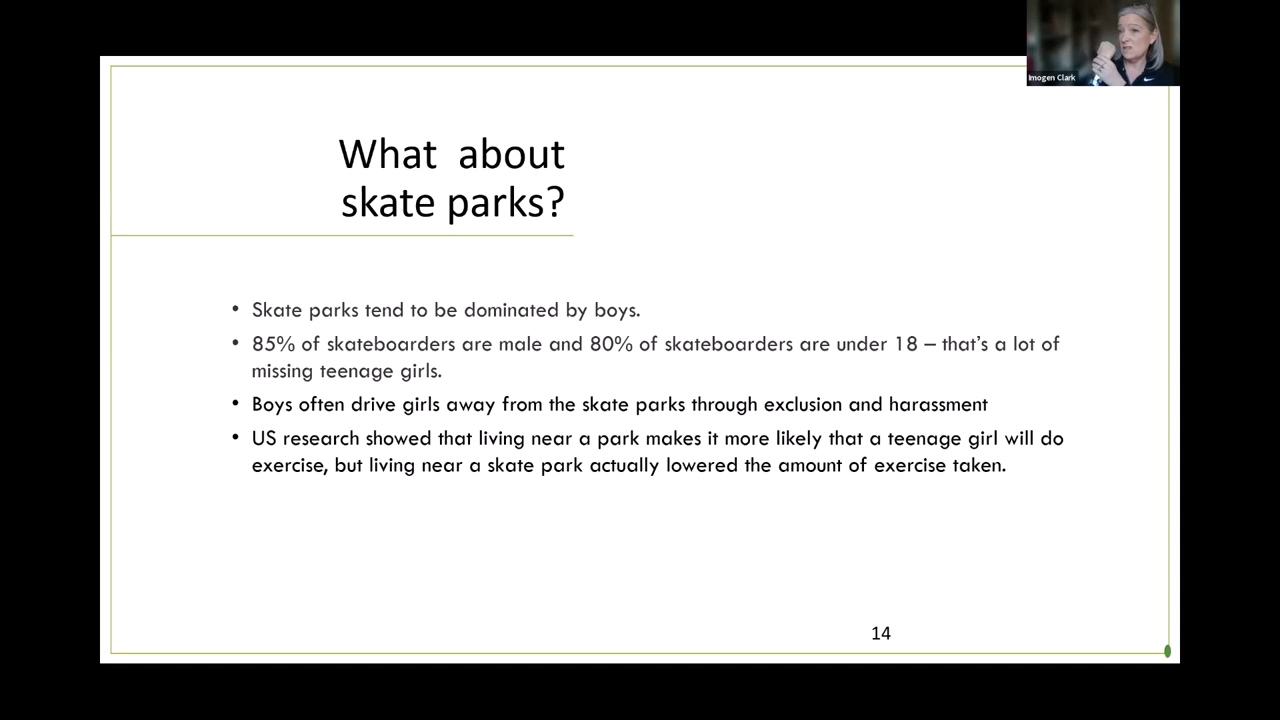 Imogen Clark
What about
skate parks?
• Skate parks tend to be dominated by boys.
• 85% of skateboarders are male and 80% of skateboarders are under 18 – that's a lot of
missing teenage girls.
• Boys often drive girls away from the skate parks through exclusion and harassment
• US research showed that living near a park makes it more likely that a teenage girl will do
exercise, but living near a skate park actually lowered the amount of exercise taken.
14